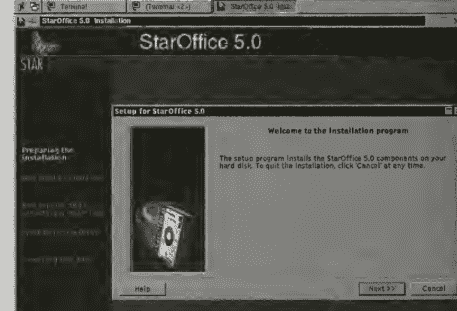 Terminal
(Terminal <2>)
StarOffice 5.0 Insta
StarOffice 5.0 Installation
StarOffice 5.0
STAR
Setup for StarOffice 5.0
Welcome to the Installation program
Preparing the
Installation
The setup program installs the StarOffice 5.0 components on your
hard disk. To quit the installation, click 'Cancel' at any time.
Help
Next >>
Cancel